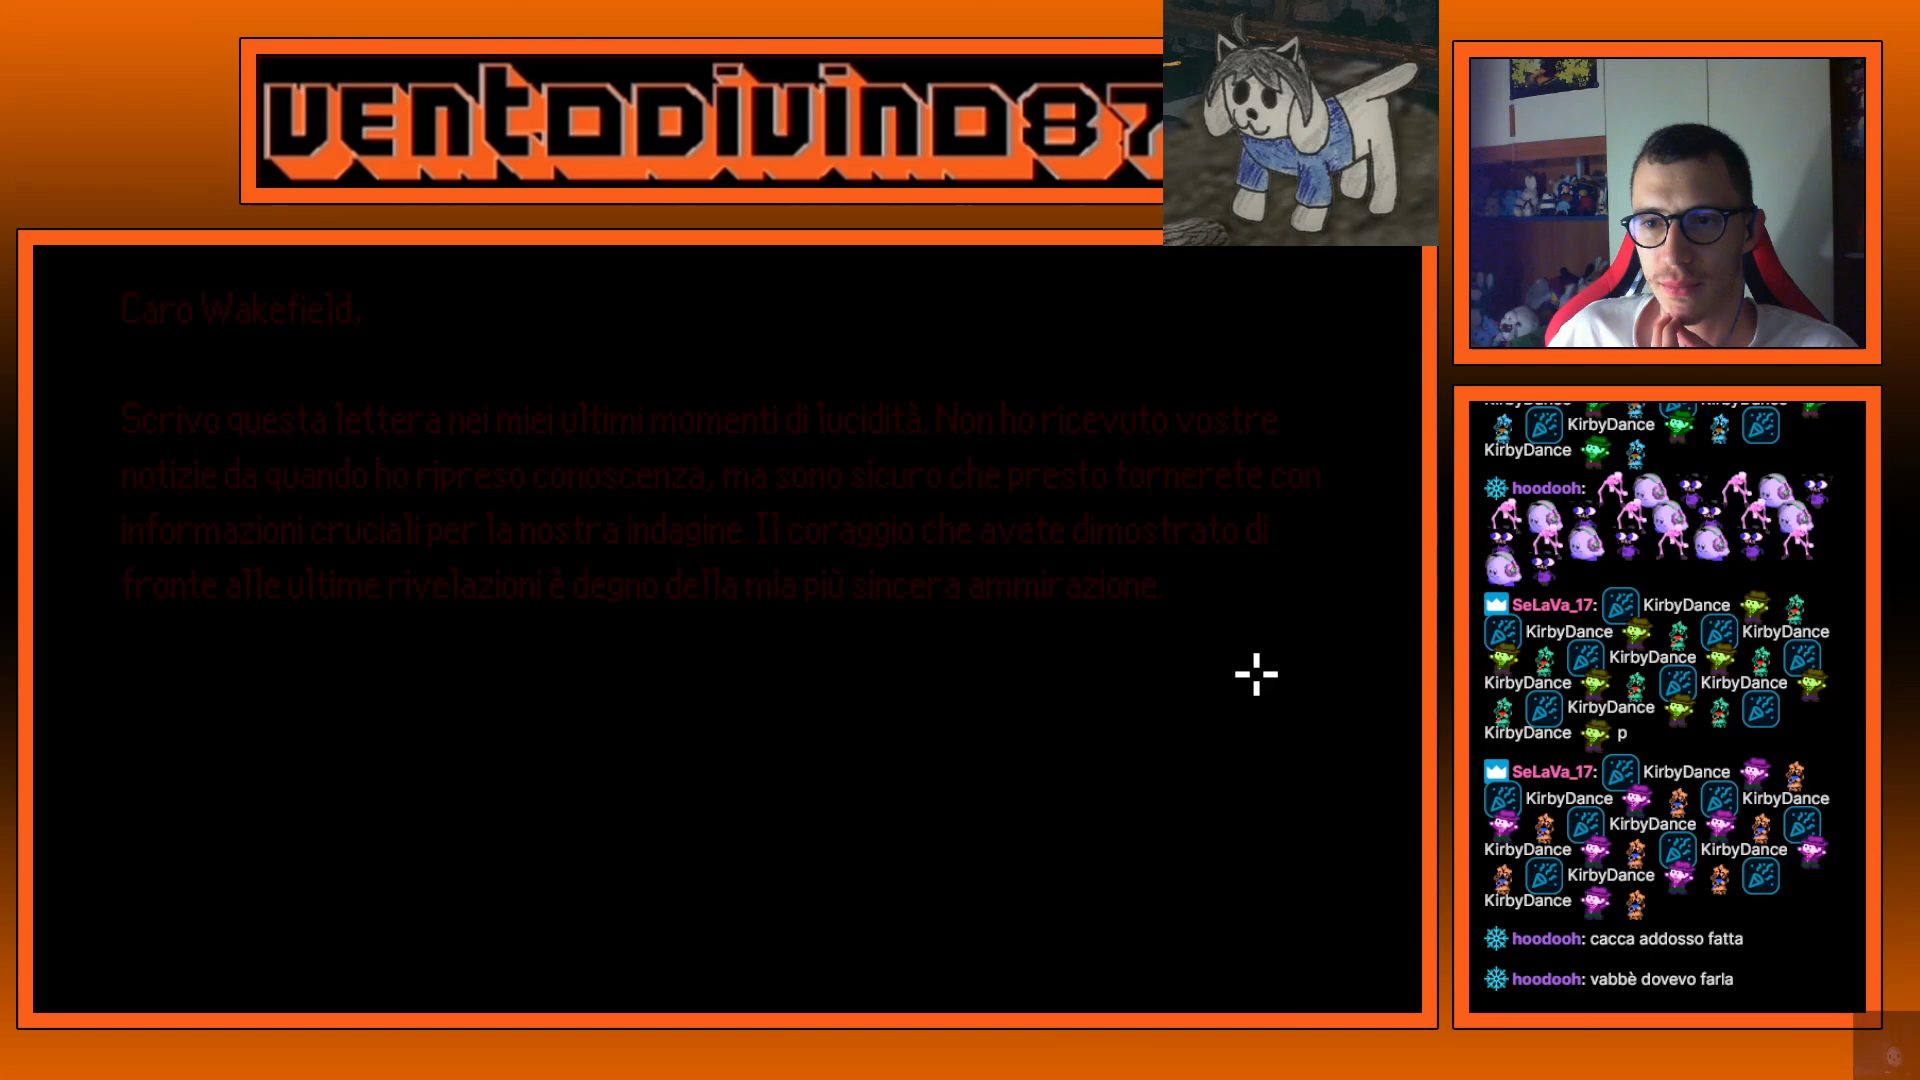 VENTODIVINO87
Caro Wakefield,
Scrivo questa lettera nei miei ultimi momenti di lucidità. Non ho ricevuto vostre
notizie da quando ho ripreso conoscenza, ma sono sicuro che presto tornerete con
informazioni cruciali per la nostra indagine. Il coraggio che avete dimostrato di
fronte alle ultime rivelazioni è degno della mia più sincera ammirazione.
KirbyDance
KirbyDance
hoodooh:
SeLaVa_17: KirbyDance
KirbyDance KirbyDance
KirbyDance
KirbyDance KirbyDance
KirbyDance
KirbyDance p
SeLaVa_17: KirbyDance
KirbyDance KirbyDance
KirbyDance
KirbyDance KirbyDance
KirbyDance
KirbyDance
hoodooh: cacca addosso fatta
hoodooh: vabbè dovevo farla